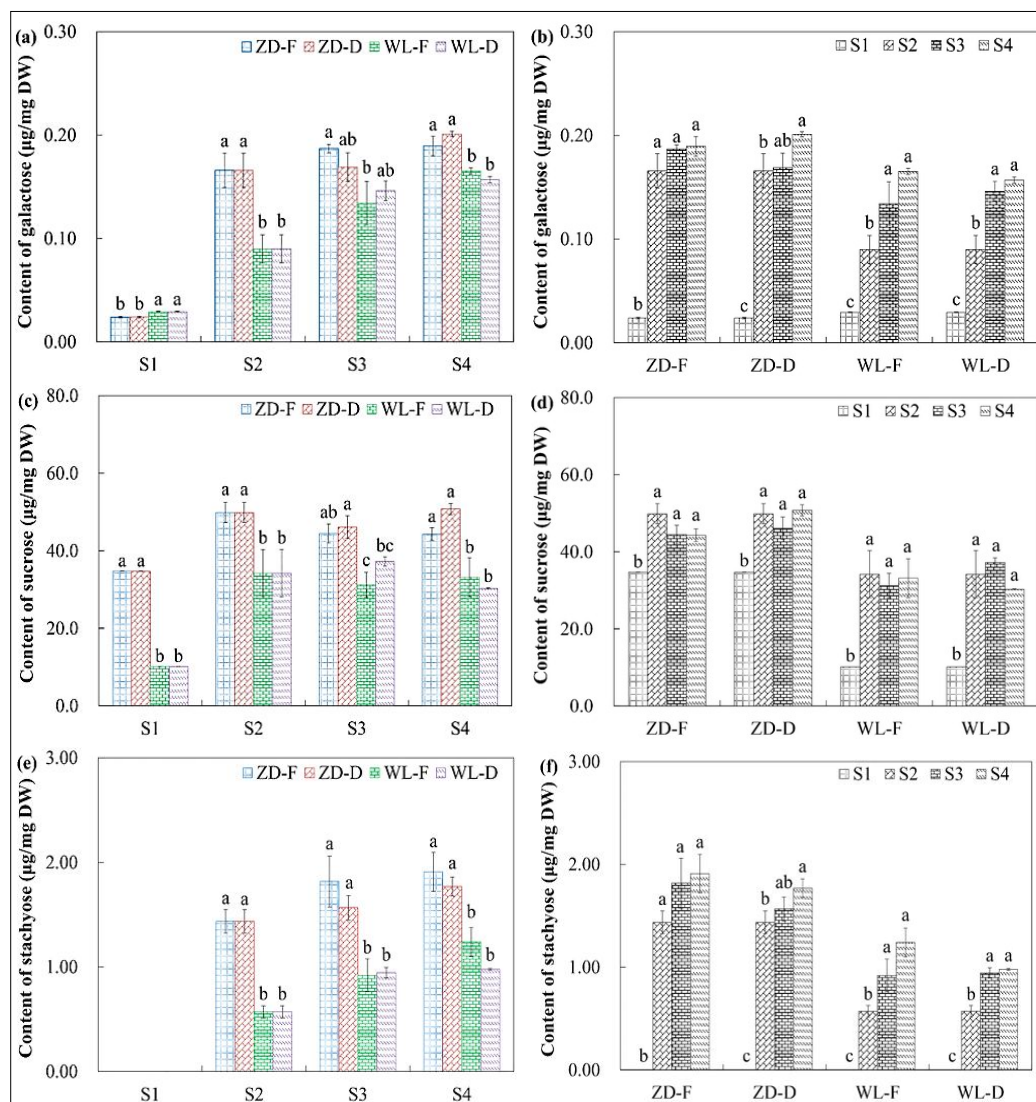 (a)
ZD-F ZD-D WL-F WL-D
Content of galactose (µg/mg DW)
0.30
0.20
0.10
0.00
b b a a
a a b b
a ab b ab
a a b b
S1 S2 S3 S4
(b)
S1 S2 S3 S4
Content of galactose (µg/mg DW)
0.30
0.20
0.10
0.00
c a a a
c b ab a
c b a a
c b a a
ZD-F ZD-D WL-F WL-D
(c)
ZD-F ZD-D WL-F WL-D
Content of sucrose (µg/mg DW)
80.0
60.0
40.0
20.0
0.0
a a b b
a a b b
ab a c bc
a a b b
S1 S2 S3 S4
(d)
S1 S2 S3 S4
Content of sucrose (µg/mg DW)
80.0
60.0
40.0
20.0
0.0
b a a a
b a a a
b a a a
b a a a
ZD-F ZD-D WL-F WL-D
(e)
ZD-F ZD-D WL-F WL-D
Content of stachyose (µg/mg DW)
3.00
2.00
1.00
0.00
a a b b
a a b b
a a b b
S1 S2 S3 S4
(f)
S1 S2 S3 S4
Content of stachyose (µg/mg DW)
3.00
2.00
1.00
0.00
b a a a
c b ab a
c b a a
c b a a
ZD-F ZD-D WL-F WL-D